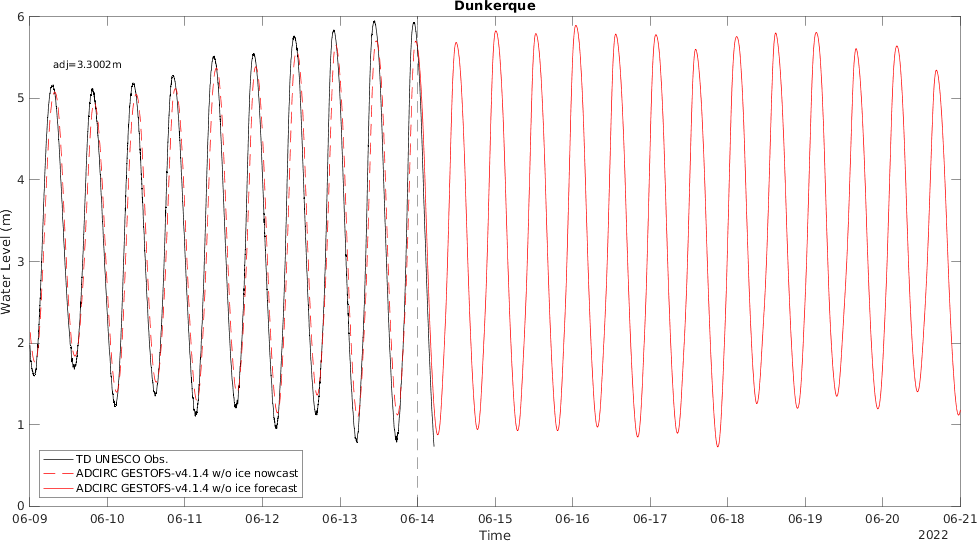 Dunkerque
adj=3.3002m
6
5
4
3
2
1
0
Water Level (m)
TD UNESCO Obs.
ADCIRC GESTOFS-v4.1.4 w/o ice nowcast
ADCIRC GESTOFS-v4.1.4 w/o ice forecast
06-09 06-10 06-11 06-12 06-13 06-14 06-15 06-16 06-17 06-18 06-19 06-20 06-21
Time
2022